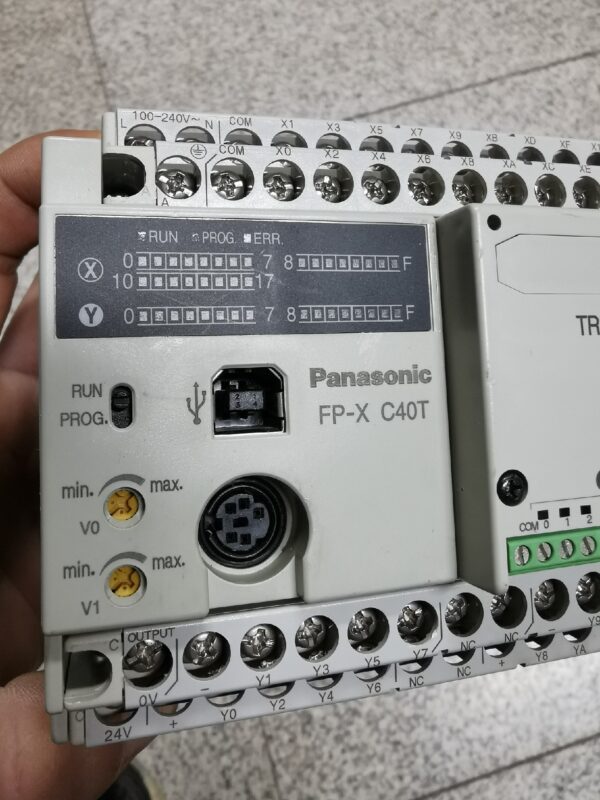 L 100-240V~ N COM X1 X3 X5 X7 X9 XB XD XF
A COM X0 X2 X4 X6 X8 XA XC XE
RUN PROG. ERR.
X 0 7 8 F
10 17
Y 0 7 8 F
RUN
PROG.
Panasonic
FP-X C40T
TR
min. max.
V0
min. max.
V1
COM 0 1 2
C OUTPUT
0V - Y1 Y3 Y5 Y7 NC NC - Y9
C 24V + Y0 Y2 Y4 Y6 NC NC + Y8 YA